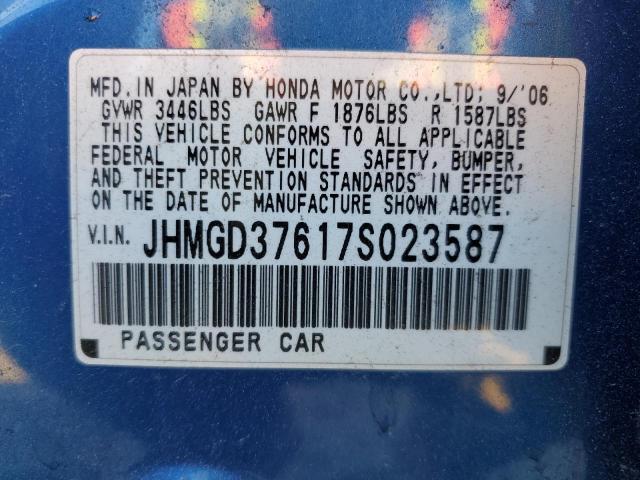 MFD. IN JAPAN BY HONDA MOTOR CO.,LTD; 9/'06
GVWR 3446LBS GAWR F 1876LBS R 1587LBS
THIS VEHICLE CONFORMS TO ALL APPLICABLE
FEDERAL MOTOR VEHICLE SAFETY, BUMPER,
AND THEFT PREVENTION STANDARDS IN EFFECT
ON THE DATE OF MANUFACTURE SHOWN ABOVE.
V.I.N. JHMGD37617S023587
PASSENGER CAR